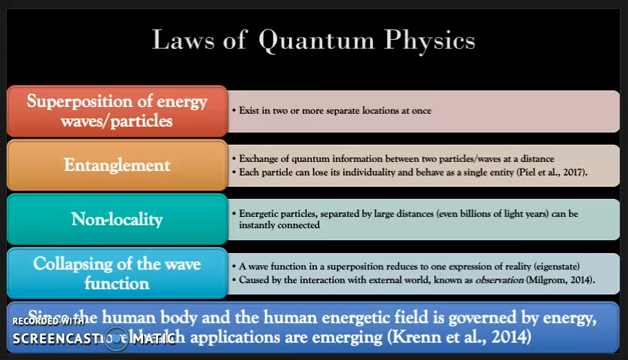 Laws of Quantum Physics
Superposition of energy
waves/particles
• Exist in two or more separate locations at once
Entanglement
• Exchange of quantum information between two particles/waves at a distance
• Each particle can lose its individuality and behave as a single entity (Piel et al., 2017).
Non-locality
• Energetic particles, separated by large distances (even billions of light years) can be
instantly connected
Collapsing of the wave
function
• A wave function in a superposition reduces to one expression of reality (eigenstate)
• Caused by the interaction with external world, known as observation (Milgrom, 2014).
the human body and the human energetic field is governed by energy,
applications are emerging (Krenn et al., 2014)
RECORDED WITH
SCREENCAST MATIC